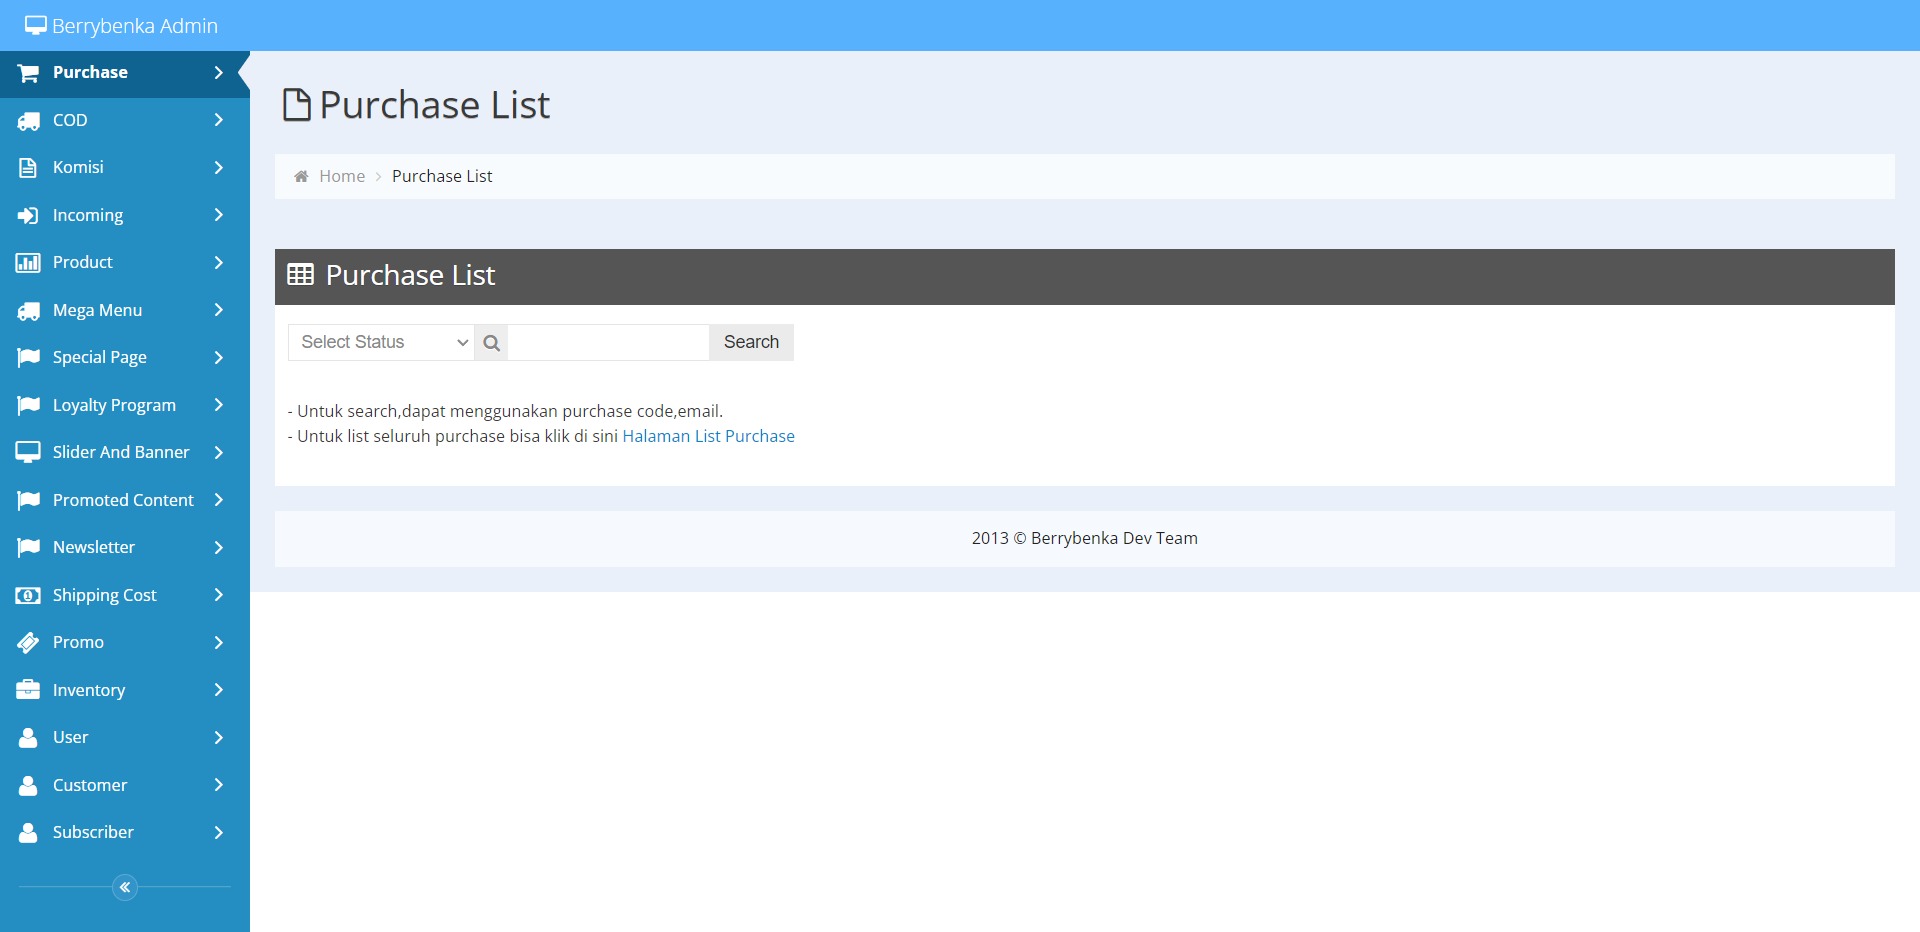 Berrybenka Admin
Purchase
COD
Komisi
Incoming
Product
Mega Menu
Special Page
Loyalty Program
Slider And Banner
Promoted Content
Newsletter
Shipping Cost
Promo
Inventory
User
Customer
Subscriber
Purchase List
Home
Purchase List
Purchase List
Select Status
Search
- Untuk search,dapat menggunakan purchase code,email.
- Untuk list seluruh purchase bisa klik di sini Halaman List Purchase
2013 © Berrybenka Dev Team